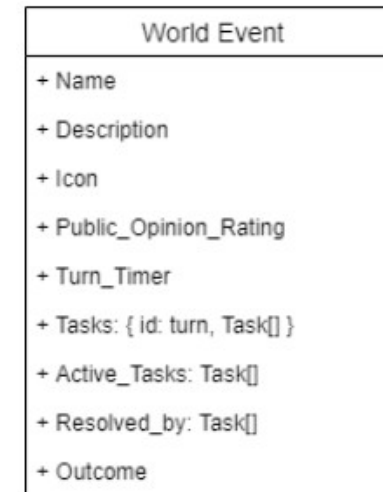 World Event
+ Name
+ Description
+ Icon
+ Public_Opinion_Rating
+ Turn_Timer
+ Tasks: { id: turn, Task[] }
+ Active_Tasks: Task[]
+ Resolved_by: Task[]
+ Outcome